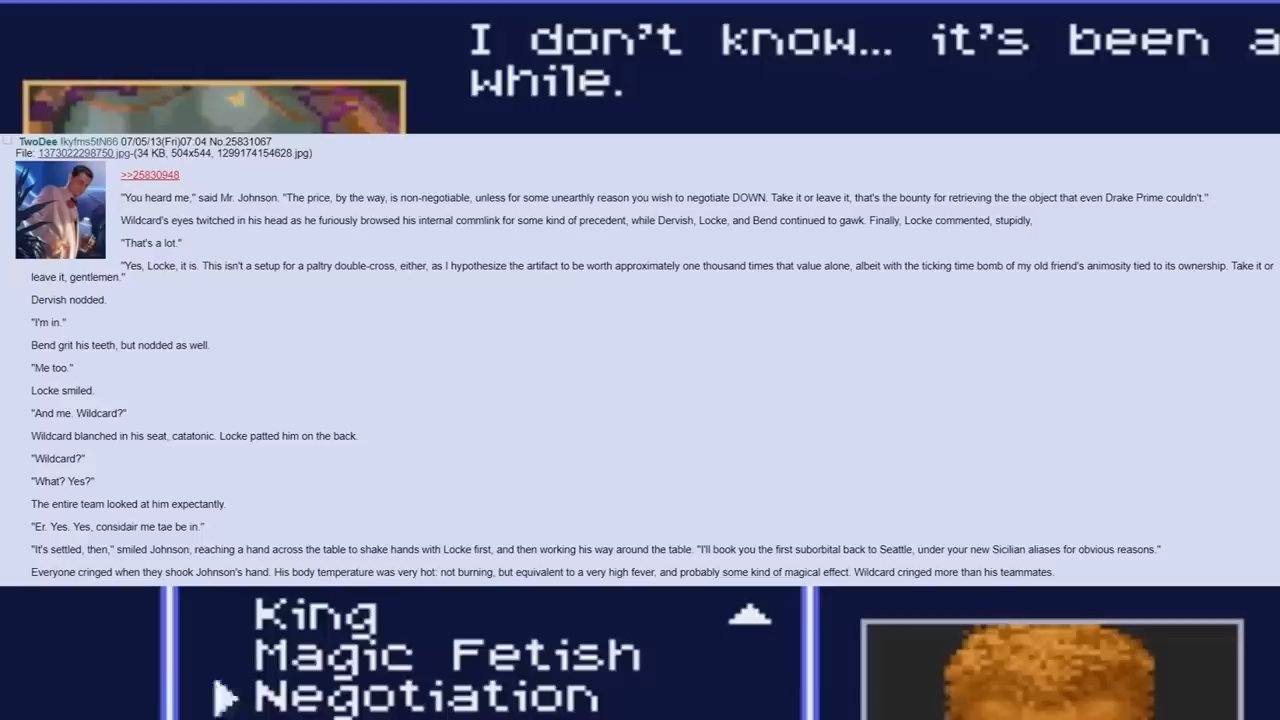 I don't know... it's been a
while.
TwoDee !kyfms5tN66 07/05/13(Fri)07:04 No.25831067
File: 1373022298750.jpg-(34 KB, 504x544, 1299174154628.jpg)
>>25830948
"You heard me," said Mr. Johnson. "The price, by the way, is non-negotiable, unless for some unearthly reason you wish to negotiate DOWN. Take it or leave it, that's the bounty for retrieving the the object that even Drake Prime couldn't."
Wildcard's eyes twitched in his head as he furiously browsed his internal commlink for some kind of precedent, while Dervish, Locke, and Bend continued to gawk. Finally, Locke commented, stupidly,
"That's a lot."
"Yes, Locke, it is. This isn't a setup for a paltry double-cross, either, as I hypothesize the artifact to be worth approximately one thousand times that value alone, albeit with the ticking time bomb of my old friend's animosity tied to its ownership. Take it or
leave it, gentlemen."
Dervish nodded.
"I'm in."
Bend grit his teeth, but nodded as well.
"Me too."
Locke smiled.
"And me. Wildcard?"
Wildcard blanched in his seat, catatonic. Locke patted him on the back.
"Wildcard?"
"What? Yes?"
The entire team looked at him expectantly.
"Er. Yes. Yes, considair me tae be in."
"It's settled, then," smiled Johnson, reaching a hand across the table to shake hands with Locke first, and then working his way around the table. "I'll book you the first suborbital back to Seattle, under your new Sicilian aliases for obvious reasons."
Everyone cringed when they shook Johnson's hand. His body temperature was very hot: not burning, but equivalent to a very high fever, and probably some kind of magical effect. Wildcard cringed more than his teammates.
King
Magic Fetish
Negotiation